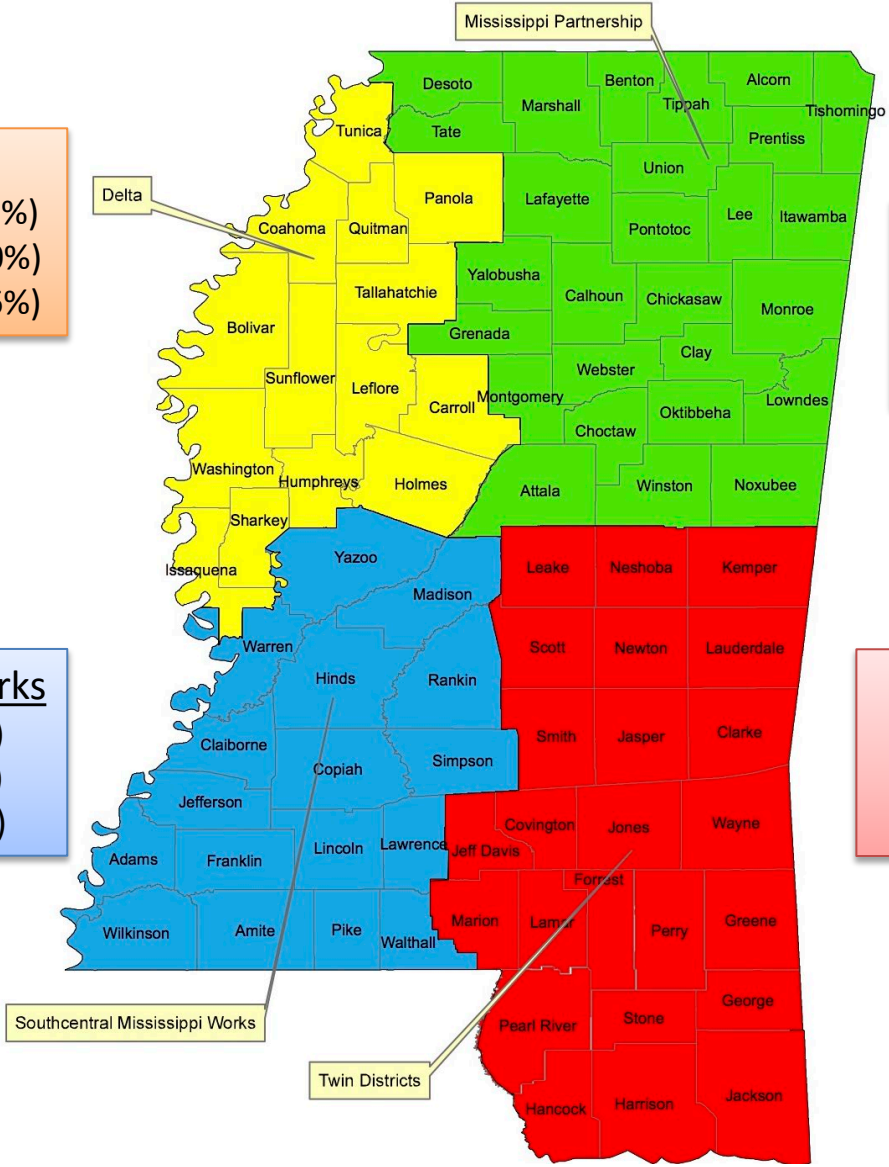 Mississippi Partnership
Desoto
Benton
Alcorn
Marshall
Tippah
Tishomingo
Tunica
Tate
Prentiss
Union
Delta
Panola
Lafayette
Lee
Itawamba
Coahoma
Quitman
Pontotoc
%)
0%)
Yalobusha
Tallahatchie
Calhoun
Chickasaw
Monroe
Bolivar
Grenada
Clay
Webster
Sunflower
Leflore
Montgomery
Lowndes
Carroll
Oktibbeha
Choctaw
Washington
Humphreys
Holmes
Attala
Winston
Noxubee
Sharkey
Issaquena
Yazoo
Leake
Neshoba
Kemper
Madison
Warren
Scott
Newton
Lauderdale
Hinds
Rankin
rks
)
)
)
Claiborne
Smith
Jasper
Clarke
Copiah
Simpson
Jefferson
Covington
Jones
Wayne
Adams
Franklin
Lincoln
Lawrence
Jeff Davis
Forrest
Wilkinson
Amite
Pike
Walthall
Marion
Lamar
Perry
Greene
George
Southcentral Mississippi Works
Pearl River
Stone
Twin Districts
Hancock
Harrison
Jackson